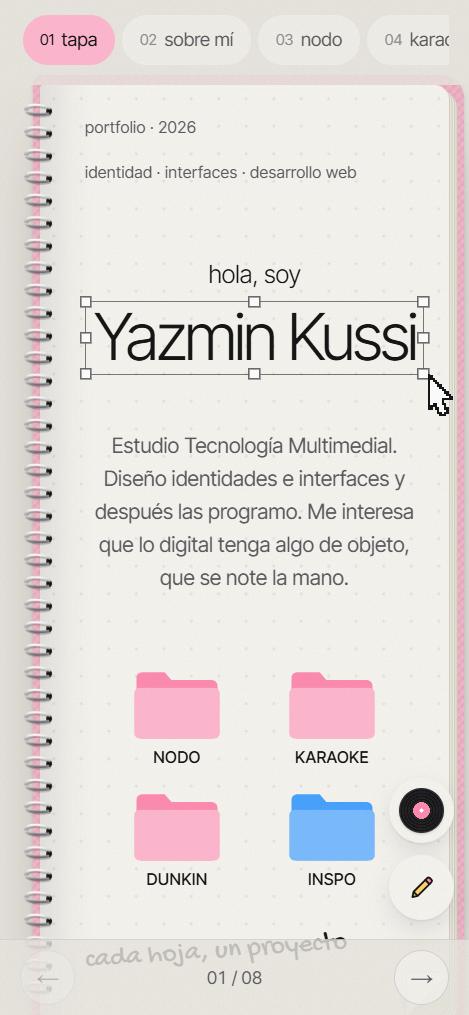 01 tapa
02 sobre mí
03 nodo
04
portfolio · 2026
identidad · interfaces · desarrollo web
hola, soy
Yazmin Kussi
Estudio Tecnología Multimedial.
Diseño identidades e interfaces y
después las programo. Me interesa
que lo digital tenga algo de objeto,
que se note la mano.
NODO
KARAOKE
DUNKIN
INSPO
cada hoja, un proyecto
←
01 / 08
→